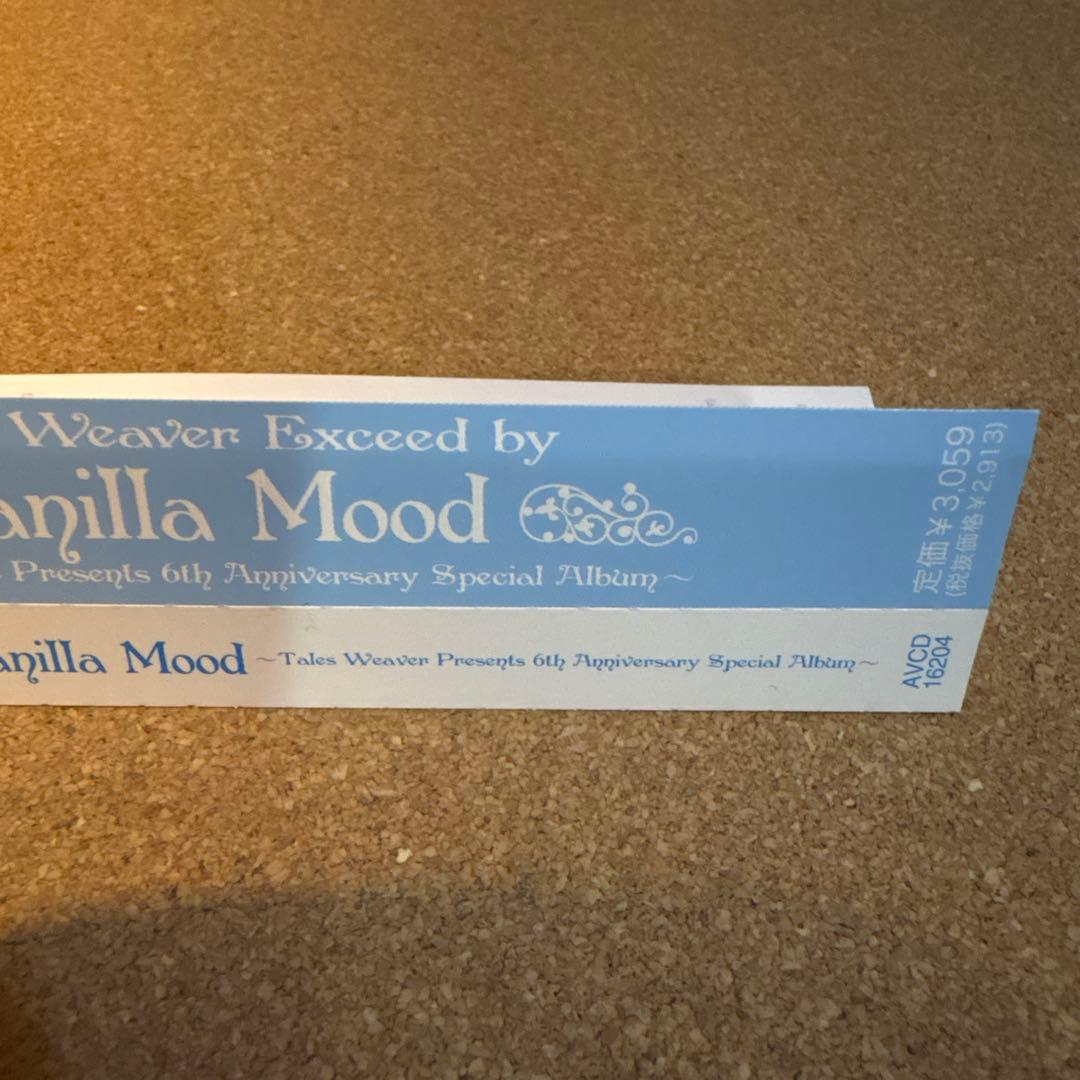 Weaver Exceed by
anilla Mood
Presents 6th Anniversary Special Album～
定価￥3,059
(税抜価格￥2,913)
anilla Mood ～Tales Weaver Presents 6th Anniversary Special Album～
AVCD
16204